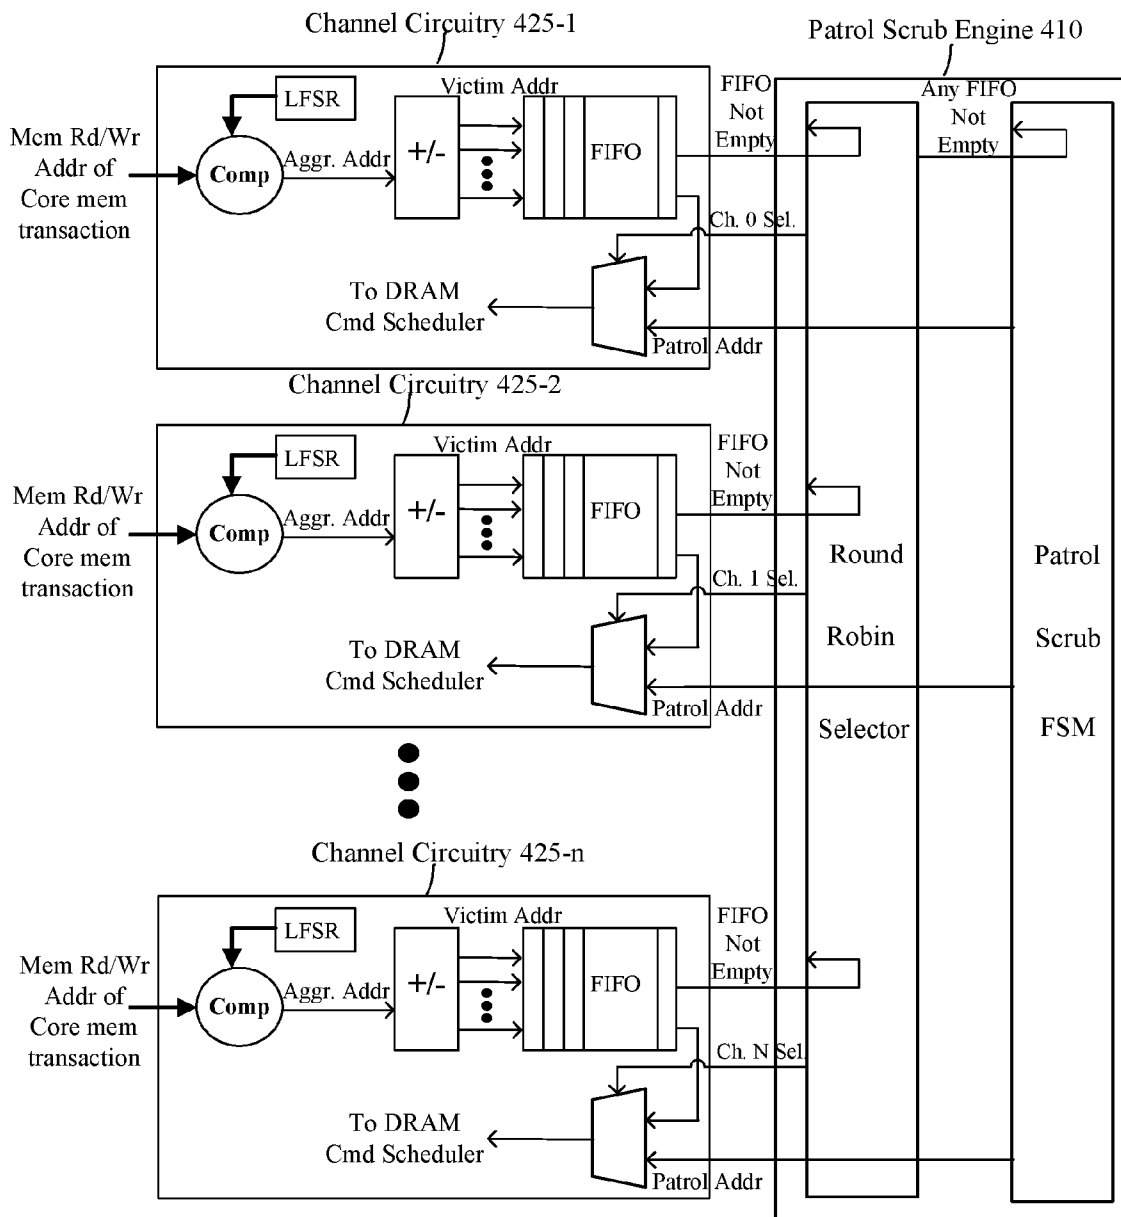 Channel Circuitry 425-1
Patrol Scrub Engine 410
LFSR
Victim Addr
FIFO
Not
Empty
Any FIFO
Not
Empty
Mem Rd/Wr
Addr of
Core mem
transaction
Comp
Aggr. Addr
+/-
FIFO
Ch. 0 Sel.
To DRAM
Cmd Scheduler
Patrol Addr
Channel Circuitry 425-2
LFSR
Victim Addr
FIFO
Not
Empty
Mem Rd/Wr
Addr of
Core mem
transaction
Comp
Aggr. Addr
+/-
FIFO
Ch. 1 Sel.
To DRAM
Cmd Scheduler
Patrol Addr
Round
Robin
Selector
Patrol
Scrub
FSM
Channel Circuitry 425-n
LFSR
Victim Addr
FIFO
Not
Empty
Mem Rd/Wr
Addr of
Core mem
transaction
Comp
Aggr. Addr
+/-
FIFO
Ch. N Sel.
To DRAM
Cmd Scheduler
Patrol Addr